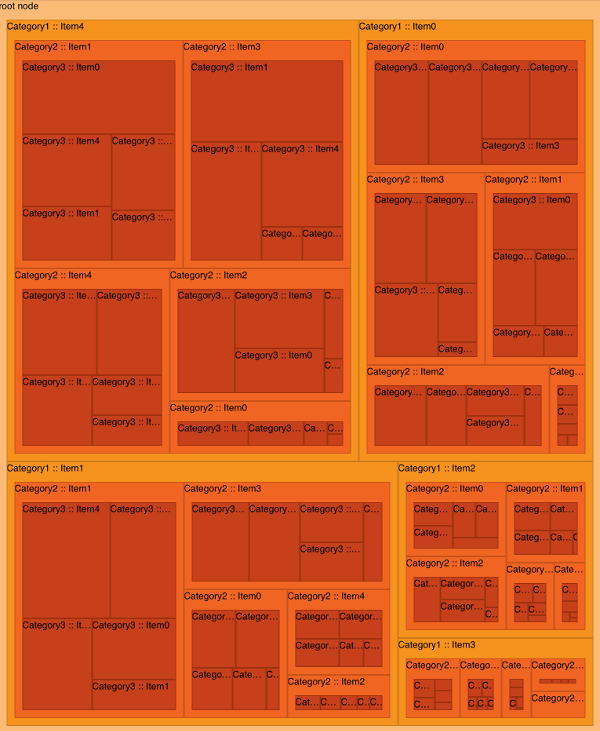 root node
Category1 :: Item4
Category2 :: Item1
Category3 :: Item0
Category3 :: Item4
Category3 ::...
Category3 :: Item1
Category3 ::...
Category2 :: Item3
Category3 :: Item1
Category3 :: It...
Category3 :: Item4
Catego...
Catego...
Category2 :: Item4
Category3 :: Ite...
Category3 ::...
Category3 :: It...
Category3 :: It...
Category3 :: It...
Category2 :: Item2
Category3...
Category3 :: Item3
C...
Category3 :: Item0
C...
Category2 :: Item0
Category3 :: It...
Category3...
Ca...
C...
Category1 :: Item0
Category2 :: Item0
Category3...
Category3...
Category...
Category...
Category3 :: Item3
Category2 :: Item3
Category...
Category...
Category3 ::...
Categ...
Categ...
Category2 :: Item1
Category3 :: Item0
Catego...
Catego...
Category...
Cate...
Category2 :: Item2
Category...
Catego...
Category3...
C...
Category3...
Categ...
C...
C...
Category1 :: Item1
Category2 :: Item1
Category3 :: Item4
Category3 ::...
Category3 :: It...
Category3 :: Item0
Category3 :: Item1
Category2 :: Item3
Category3...
Category...
Category3 ::...
C...
Category3 ::...
Category2 :: Item0
Categor...
Categor...
Catego...
Cate...
C...
Category2 :: Item4
Categor...
Categor...
Categor...
Cat...
C...
Category2 :: Item2
Cat...
C...
C...
C...
C...
Category1 :: Item2
Category2 :: Item0
Categ...
Ca...
Ca...
Categ...
Category2 :: Item1
Categ...
Cat...
Categ...
Ca...
C
Category2 :: Item2
Cat...
Categor...
C...
Categor...
C...
Category...
C...
C...
C...
C...
Cate...
C...
Category1 :: Item3
Category2...
C...
C...
Catego...
C...
C...
C...
C...
C...
Cate...
C...
Category2...
Category2...